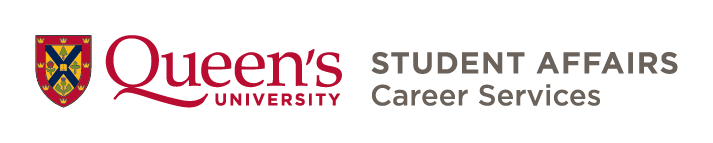 Queen's
UNIVERSITY
STUDENT AFFAIRS
Career Services